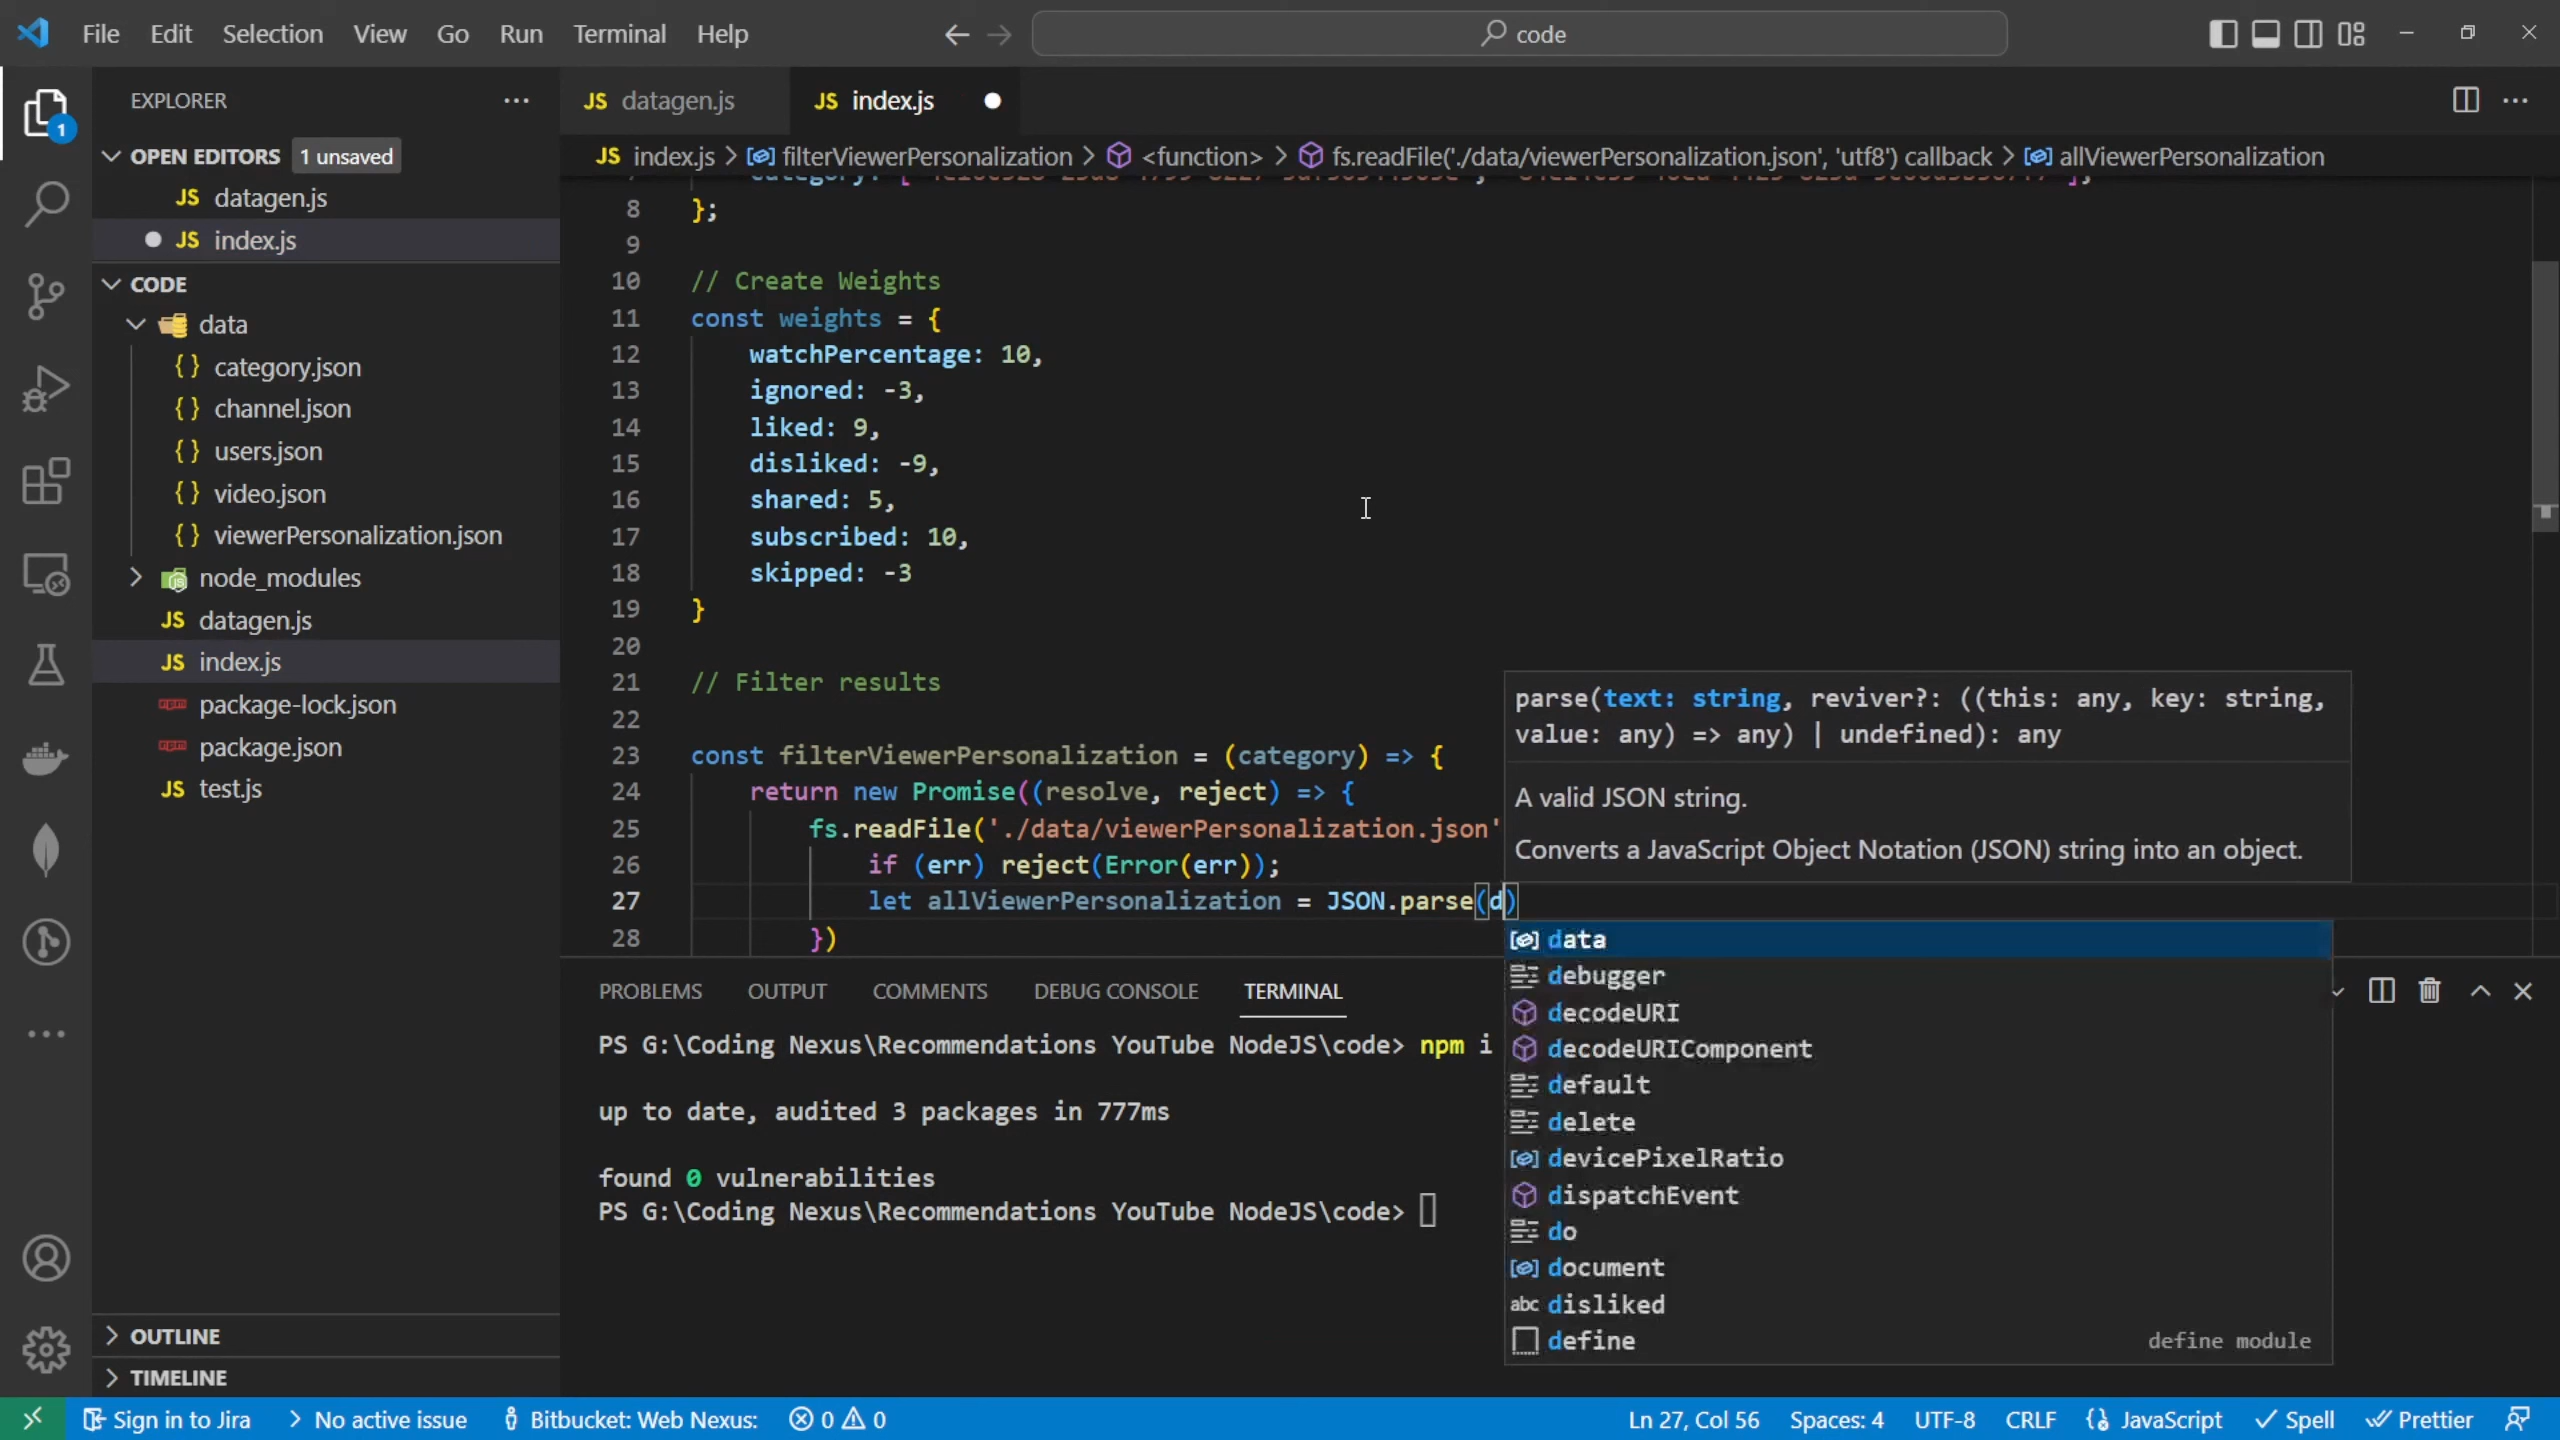 File Edit Selection View Go Run Terminal Help
code
EXPLORER
OPEN EDITORS 1 unsaved
JS datagen.js
JS index.js
CODE
data
{} category.json
{} channel.json
{} users.json
{} video.json
{} viewerPersonalization.json
node_modules
JS datagen.js
JS index.js
package-lock.json
package.json
JS test.js
OUTLINE
TIMELINE
1
JS datagen.js JS index.js
JS index.js > filterViewerPersonalization > <function> > fs.readFile('./data/viewerPersonalization.json', 'utf8') callback > allViewerPersonalization
8 };
9
10 // Create Weights
11 const weights = {
12 watchPercentage: 10,
13 ignored: -3,
14 liked: 9,
15 disliked: -9,
16 shared: 5,
17 subscribed: 10,
18 skipped: -3
19 }
20
21 // Filter results
22
23 const filterViewerPersonalization = (category) => {
24 return new Promise((resolve, reject) => {
25 fs.readFile('./data/viewerPersonalization.json'
26 if (err) reject(Error(err));
27 let allViewerPersonalization = JSON.parse(d)
28 })
parse(text: string, reviver?: ((this: any, key: string,
value: any) => any) | undefined): any
A valid JSON string.
Converts a JavaScript Object Notation (JSON) string into an object.
data
debugger
decodeURI
decodeURIComponent
default
delete
devicePixelRatio
dispatchEvent
do
document
abc disliked
define define module
PROBLEMS OUTPUT COMMENTS DEBUG CONSOLE TERMINAL
PS G:\Coding Nexus\Recommendations YouTube NodeJS\code> npm i
up to date, audited 3 packages in 777ms
found 0 vulnerabilities
PS G:\Coding Nexus\Recommendations YouTube NodeJS\code>
Sign in to Jira > No active issue Bitbucket: Web Nexus: 0 0 Ln 27, Col 56 Spaces: 4 UTF-8 CRLF JavaScript Spell Prettier